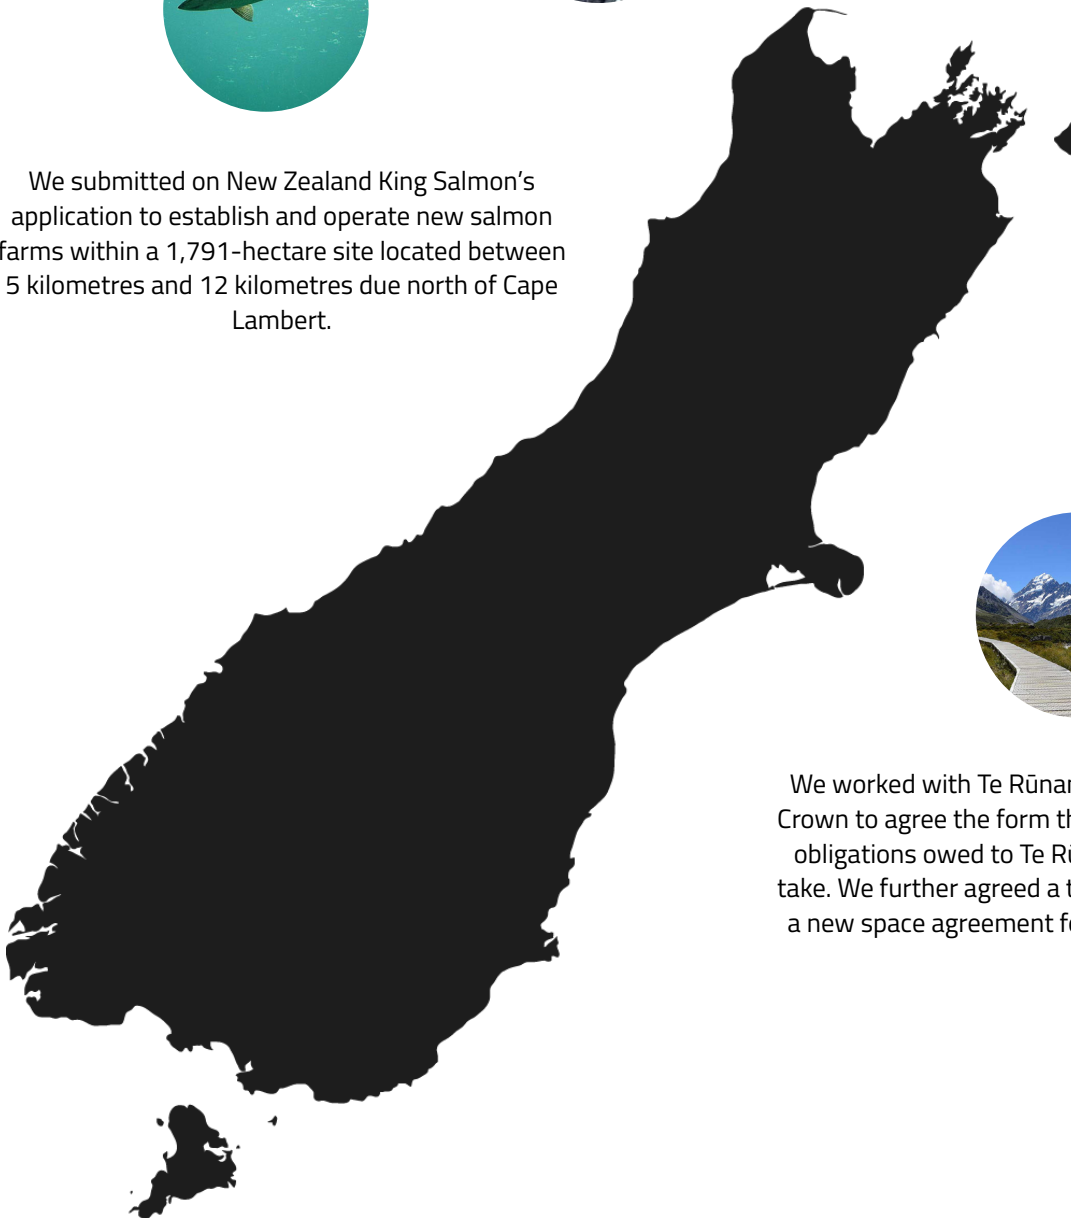 We submitted on New Zealand King Salmon’s
application to establish and operate new salmon
farms within a 1,791-hectare site located between
5 kilometres and 12 kilometres due north of Cape
Lambert.
We worked with Te
Crown to agree the form
obligations owed to Te
take. We further agreed a
a new space agreement